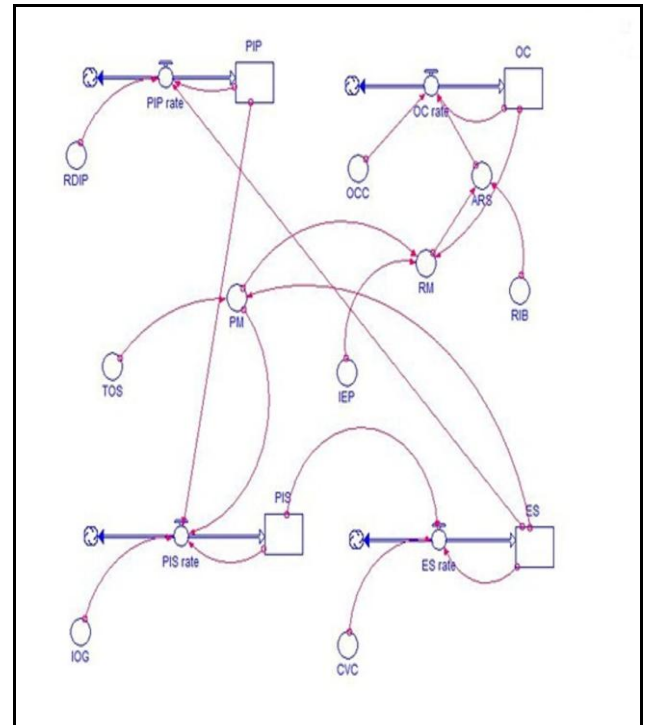 PIP
OC
PIP rate
OC rate
RDIP
OCC
ARS
RM
RIB
PM
TOS
IEP
PIS
ES
PIS rate
ES rate
IOG
CVC